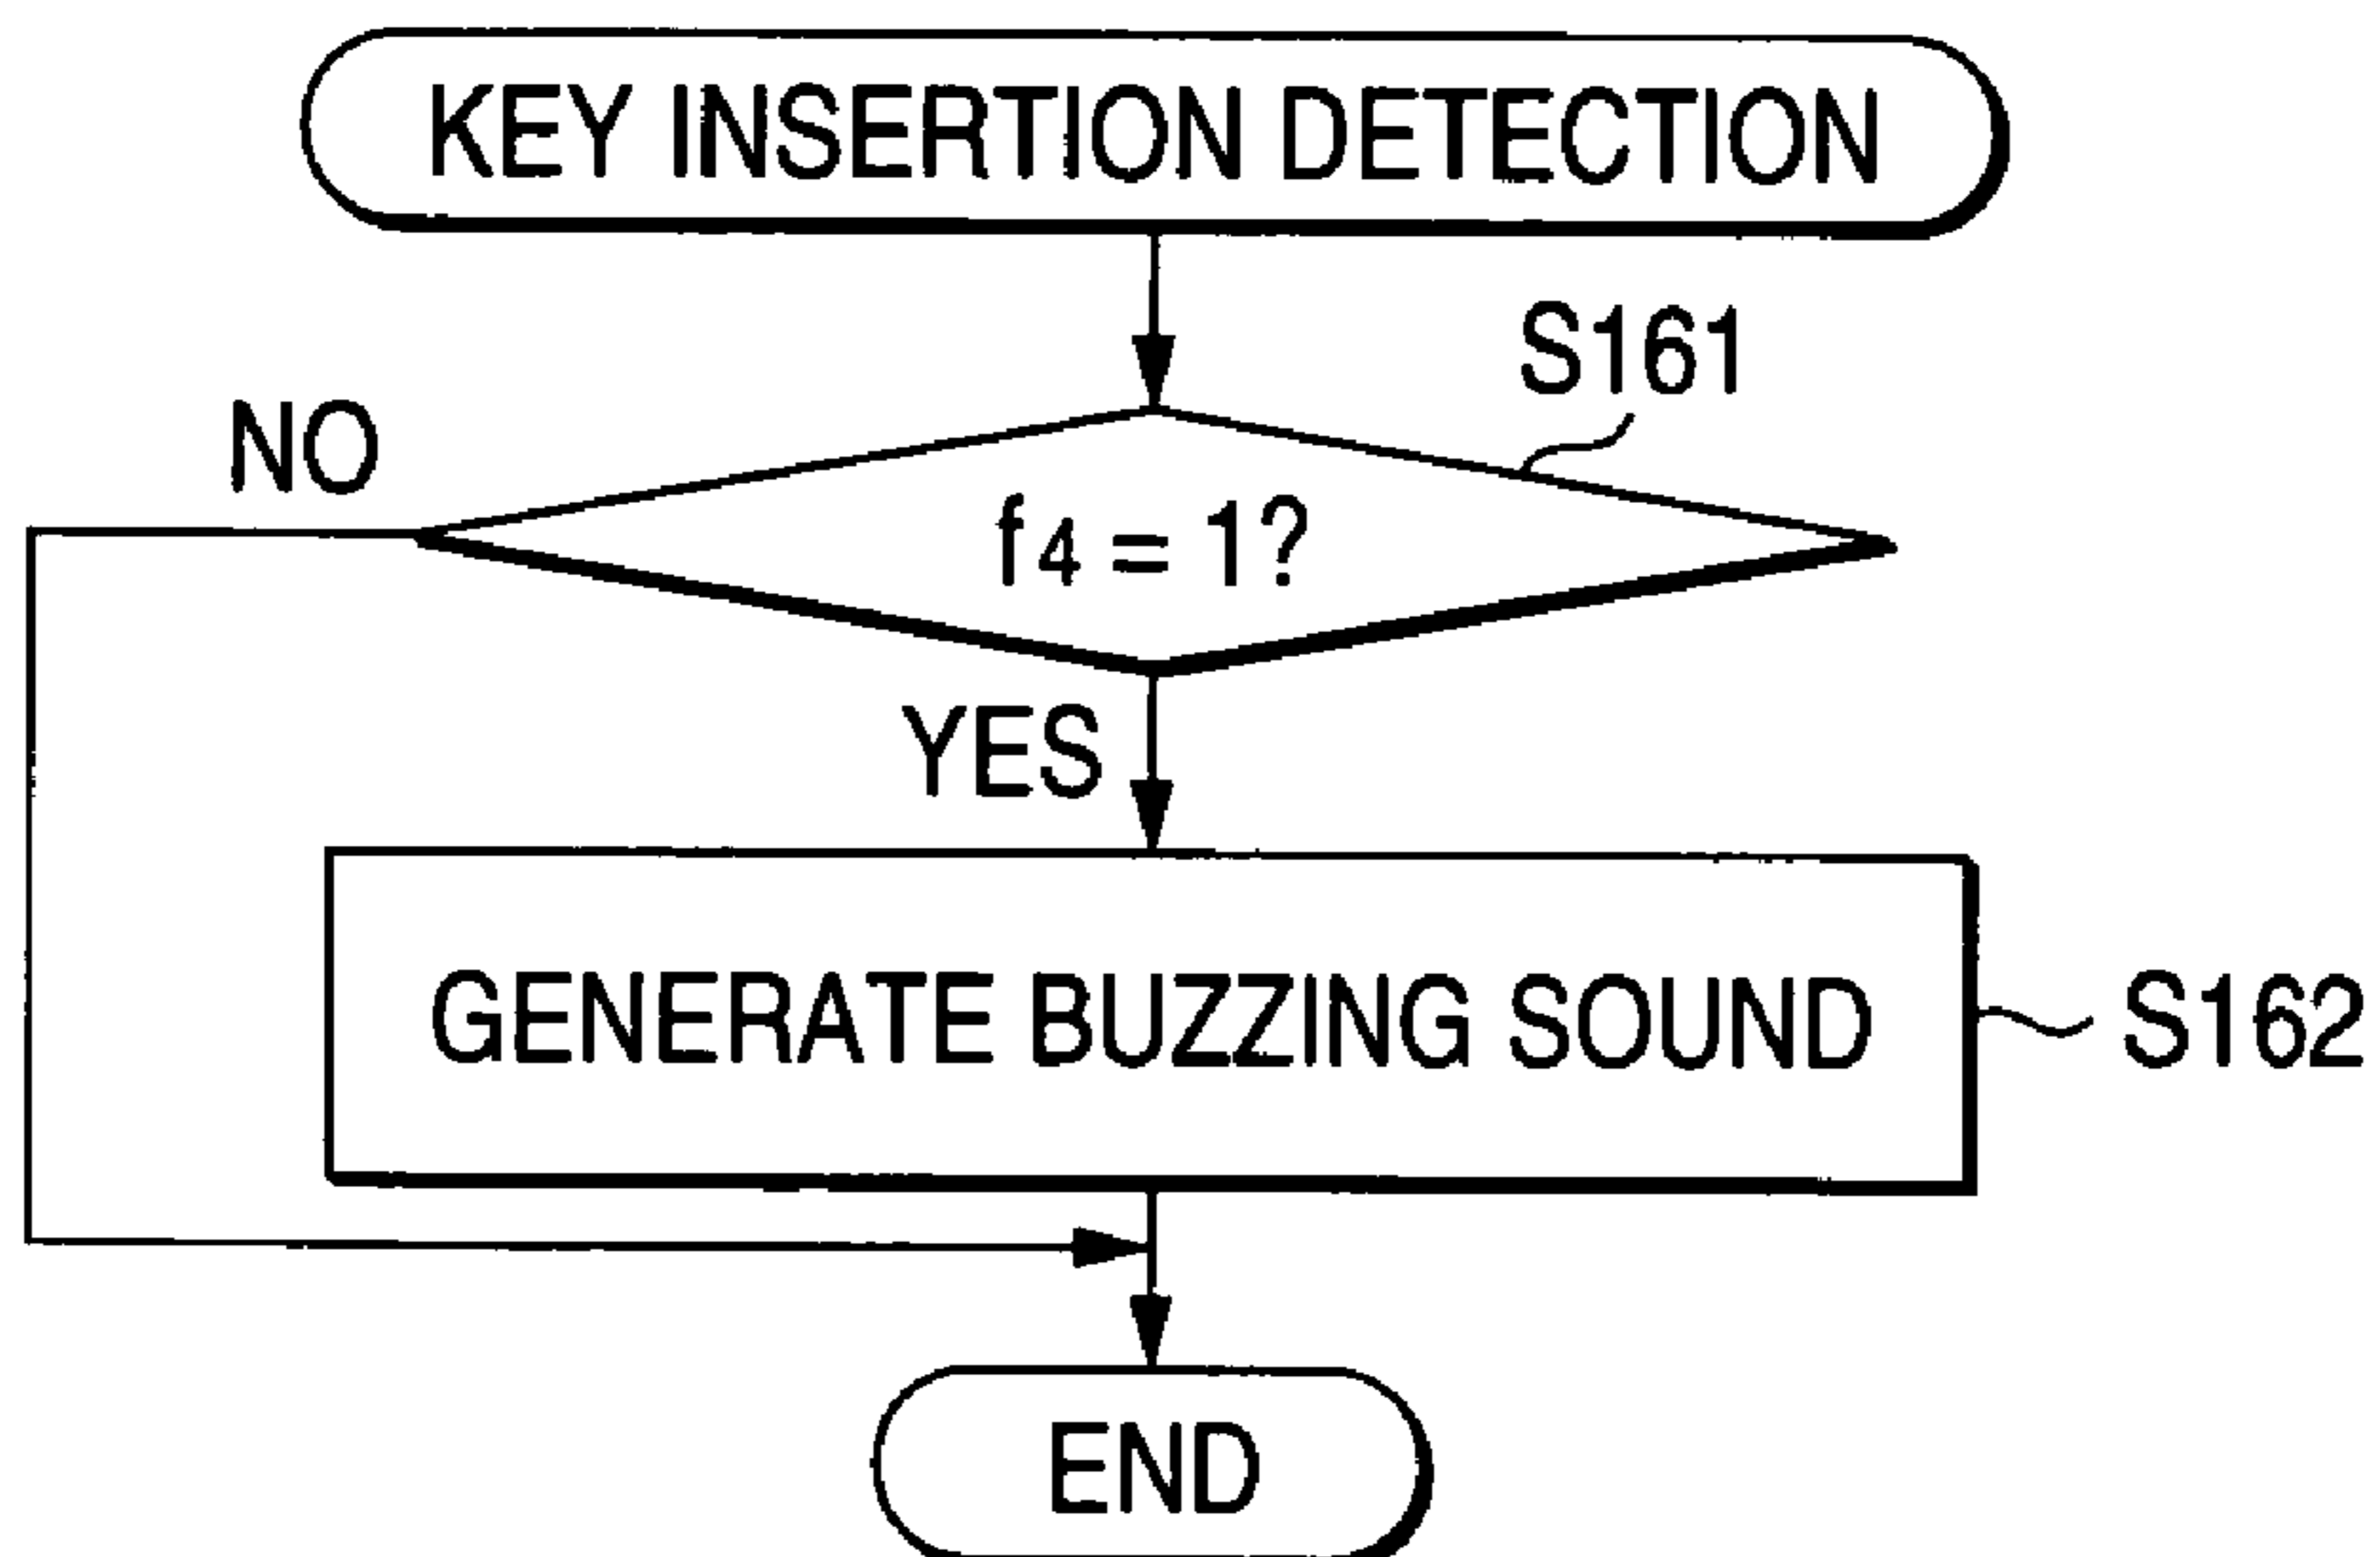 KEY INSERTION DETECTION
S161
NO
f4 = 1?
YES
GENERATE BUZZING SOUND
S162
END